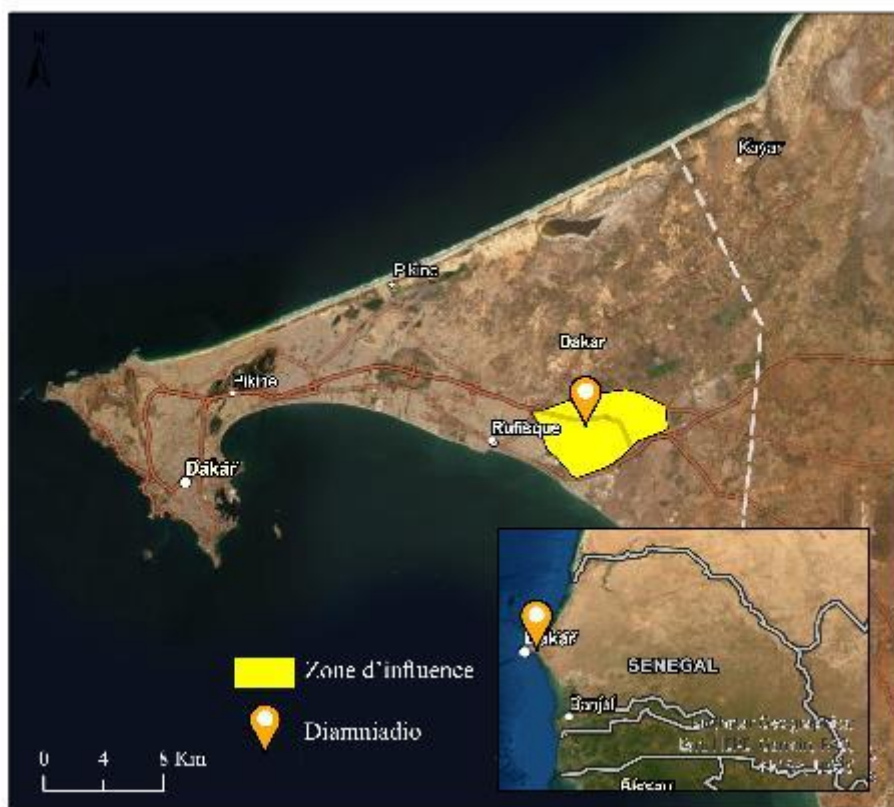 N
Kayar
Pikine
Dakar
Pikine
Rufisque
Dakar
Zone d'influence
Diamniadio
0 4 8 Km
Dakar
SENEGAL
Banjul
Bissau